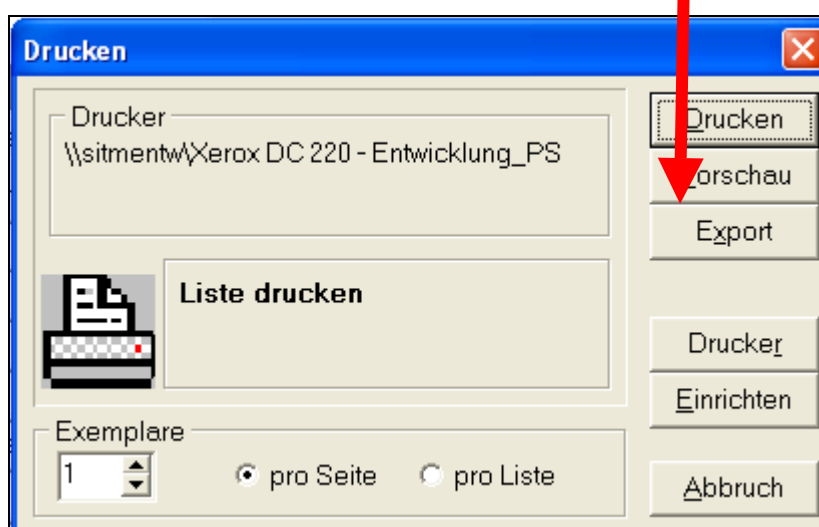 Drucken
Drucker
\\sitmentw\Xerox DC 220 - Entwicklung_PS
Liste drucken
Exemplare
1
pro Seite
pro Liste
Drucken
Vorschau
Export
Drucker
Einrichten
Abbruch